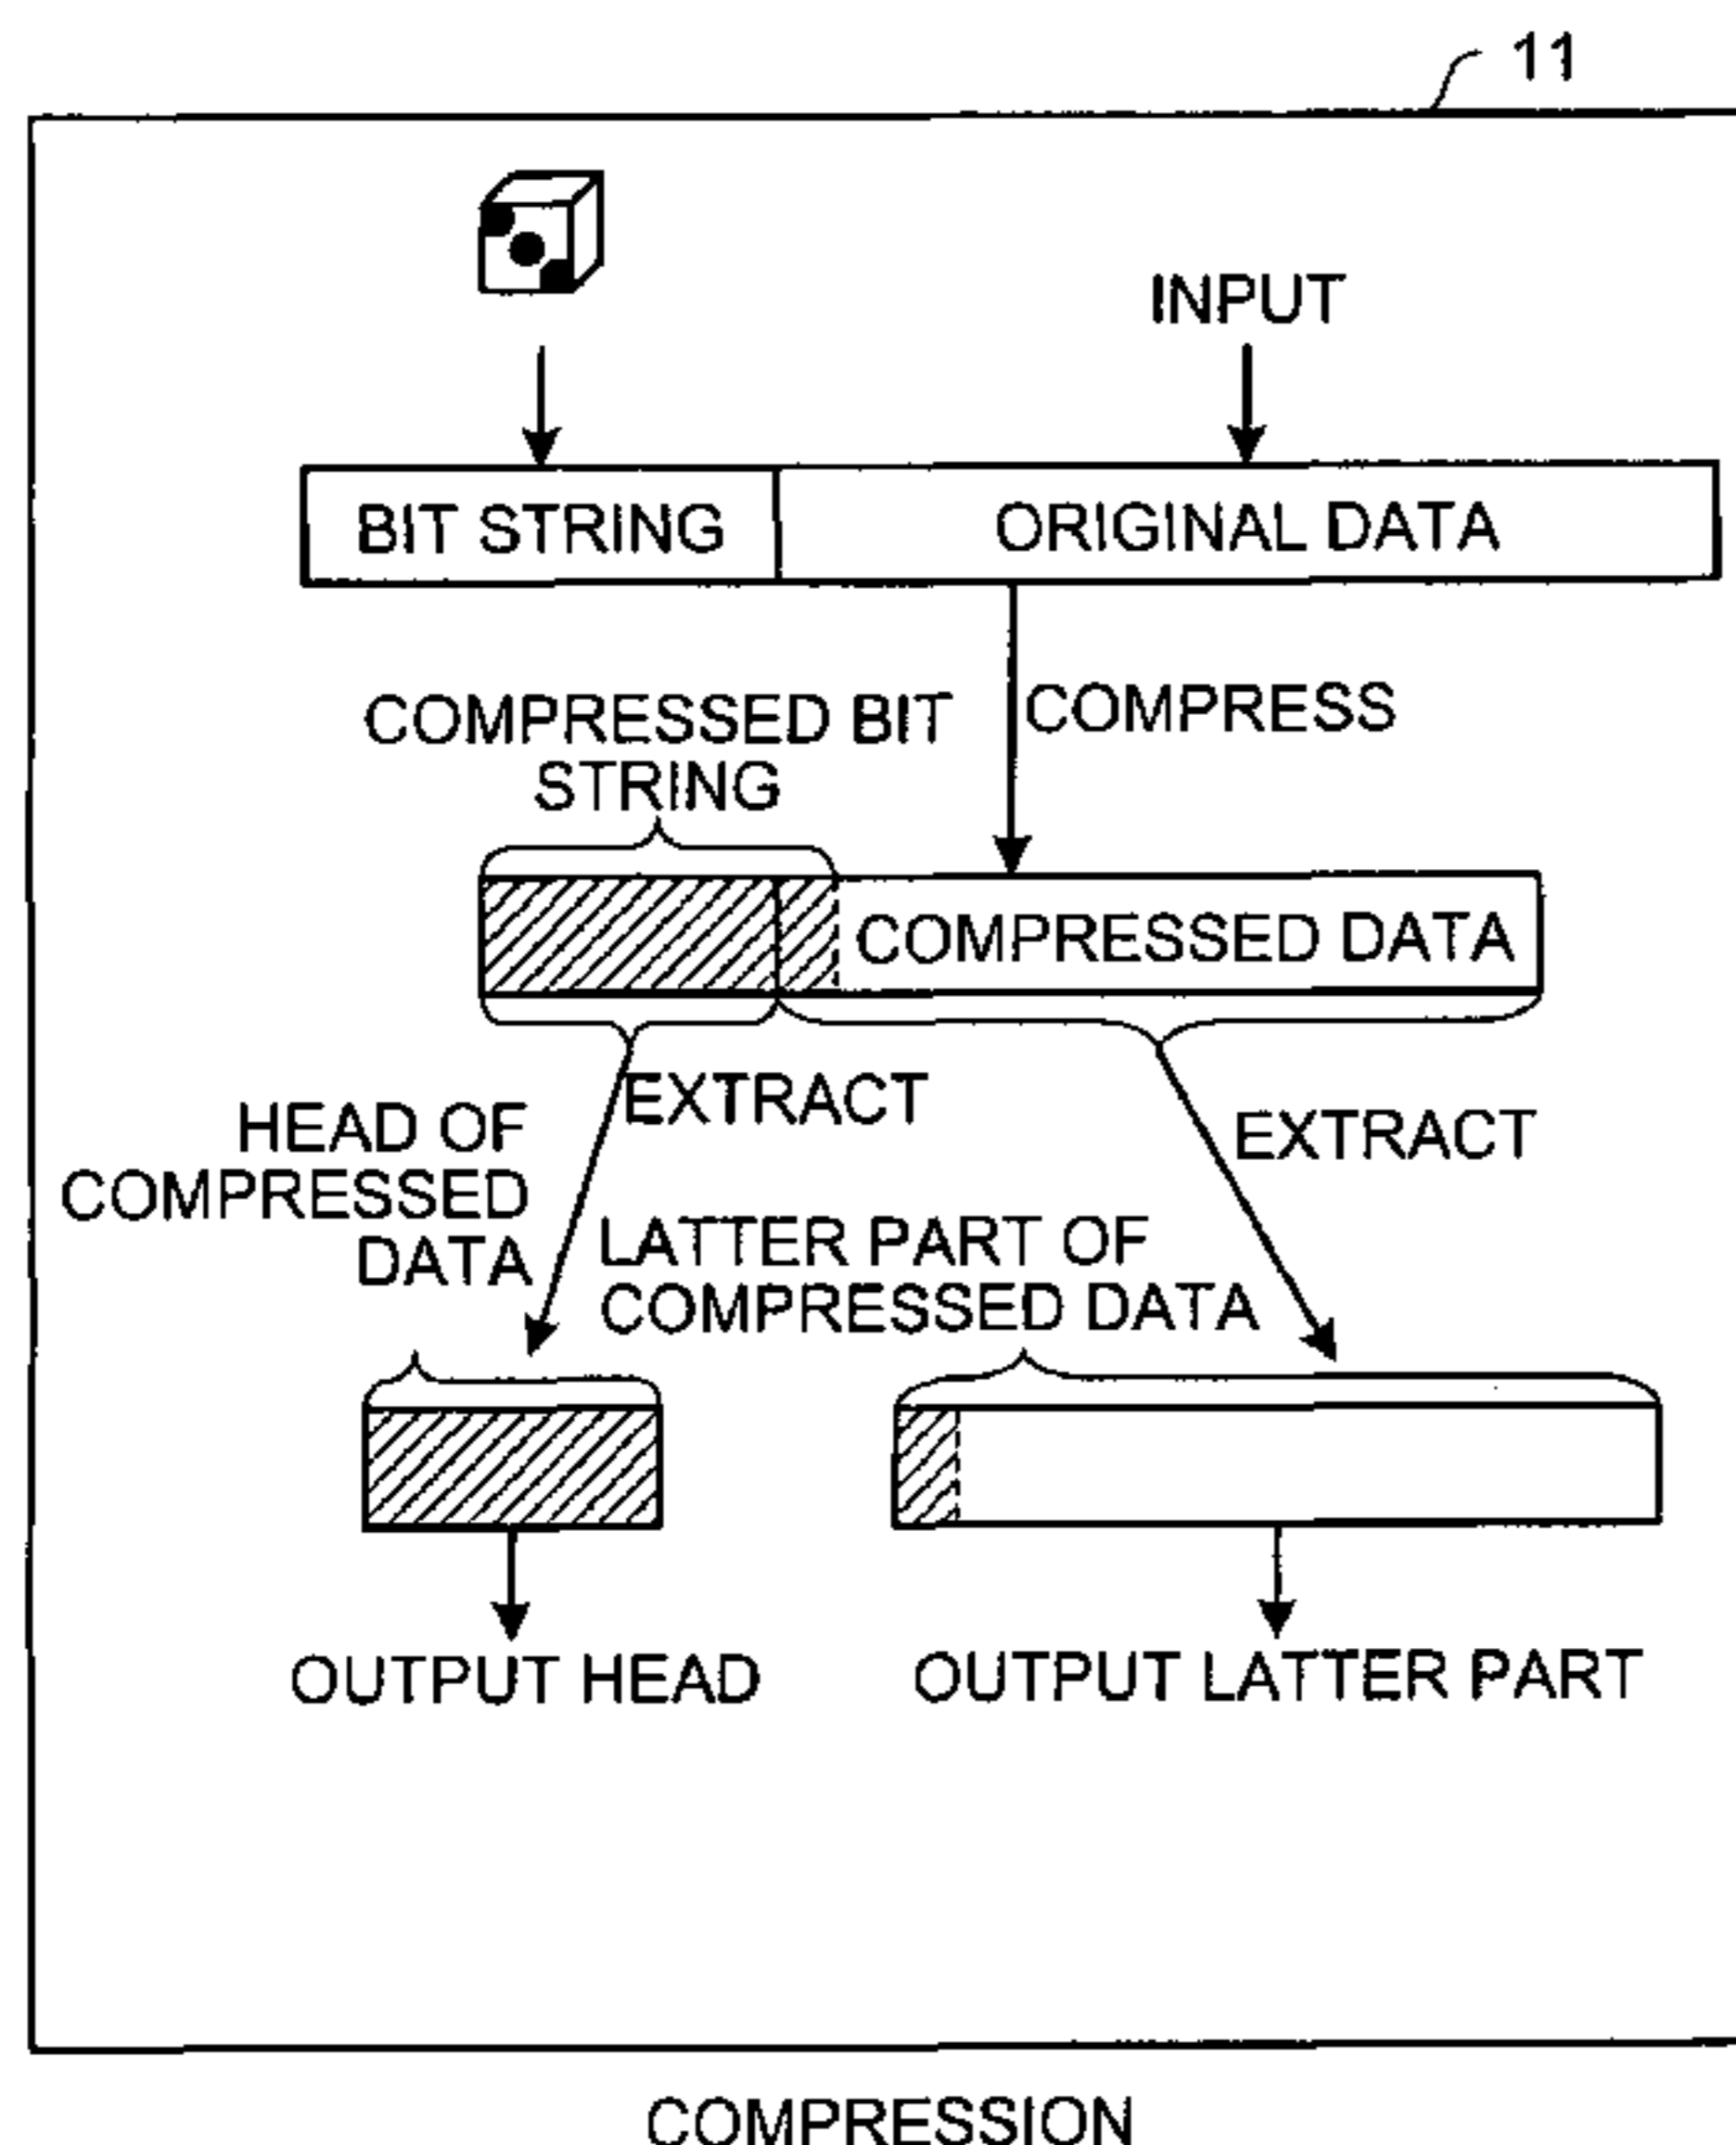 11
INPUT
BIT STRING
ORIGINAL DATA
COMPRESSED BIT
STRING
COMPRESS
COMPRESSED DATA
EXTRACT
EXTRACT
HEAD OF
COMPRESSED
DATA
LATTER PART OF
COMPRESSED DATA
OUTPUT HEAD
OUTPUT LATTER PART
COMPRESSION